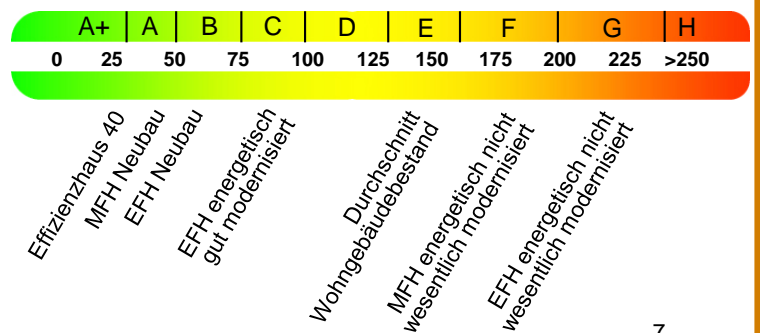 A+ A B C D E F G H
0 25 50 75 100 125 150 175 200 225 >250
Effizienzhaus 40
MFH Neubau
EFH Neubau
EFH energetisch
gut modernisiert
Durchschnitt
Wohngebäudebestand
MFH energetisch nicht
wesentlich modernisiert
EFH energetisch nicht
wesentlich modernisiert
7